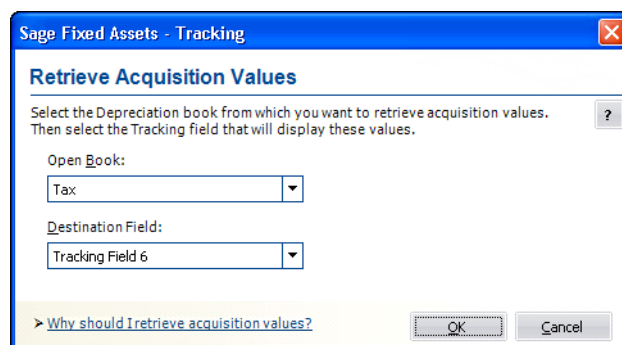 Sage Fixed Assets - Tracking
Retrieve Acquisition Values
Select the Depreciation book from which you want to retrieve acquisition values.
Then select the Tracking field that will display these values.
?
Open Book:
Tax
Destination Field:
Tracking Field 6
➤ Why should I retrieve acquisition values?
OK
Cancel